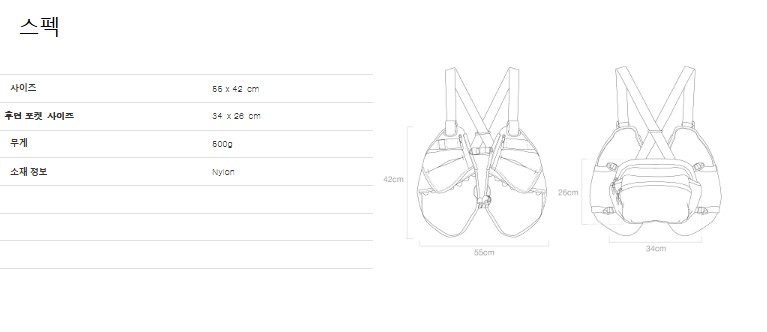 스펙
사이즈 55 x 42 cm
후면 포켓 사이즈 34 x 26 cm
무게 500g
소재 정보 Nylon
42cm
55cm
26cm
34cm